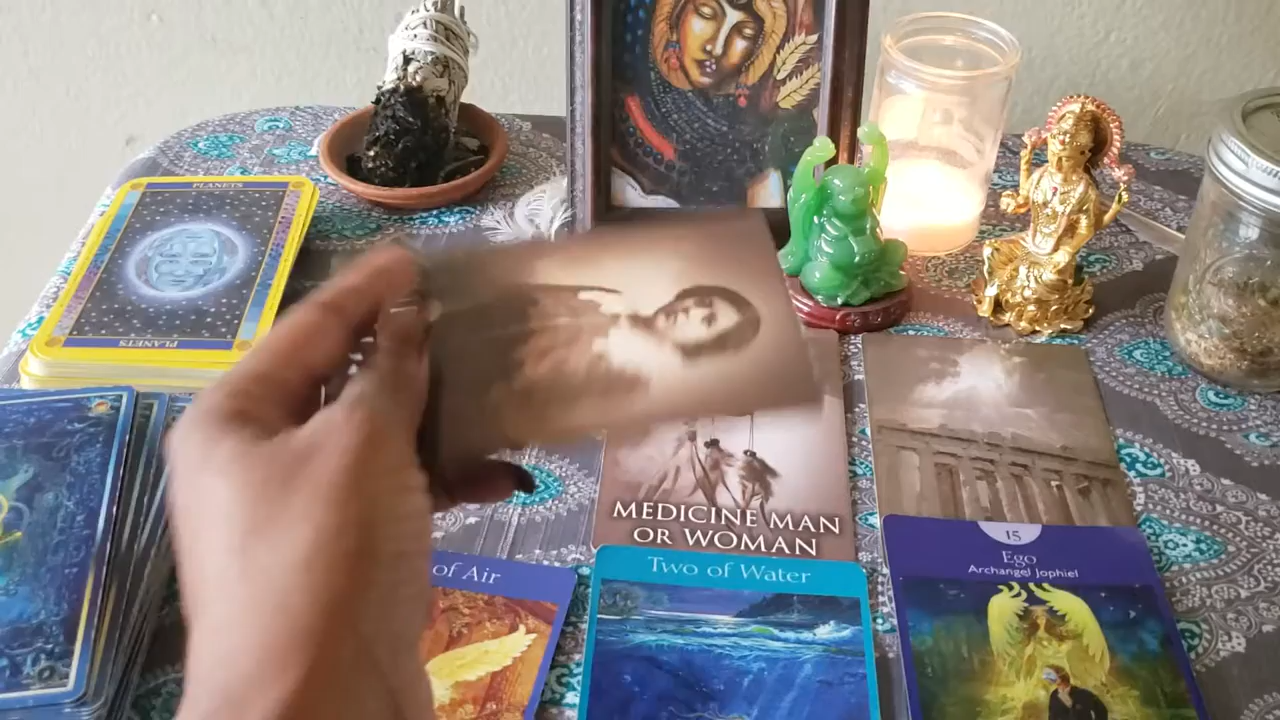 PLANETS
PLANETS
MEDICINE MAN
OR WOMAN
of Air
Two of Water
15
Ego
Archangel Jophiel